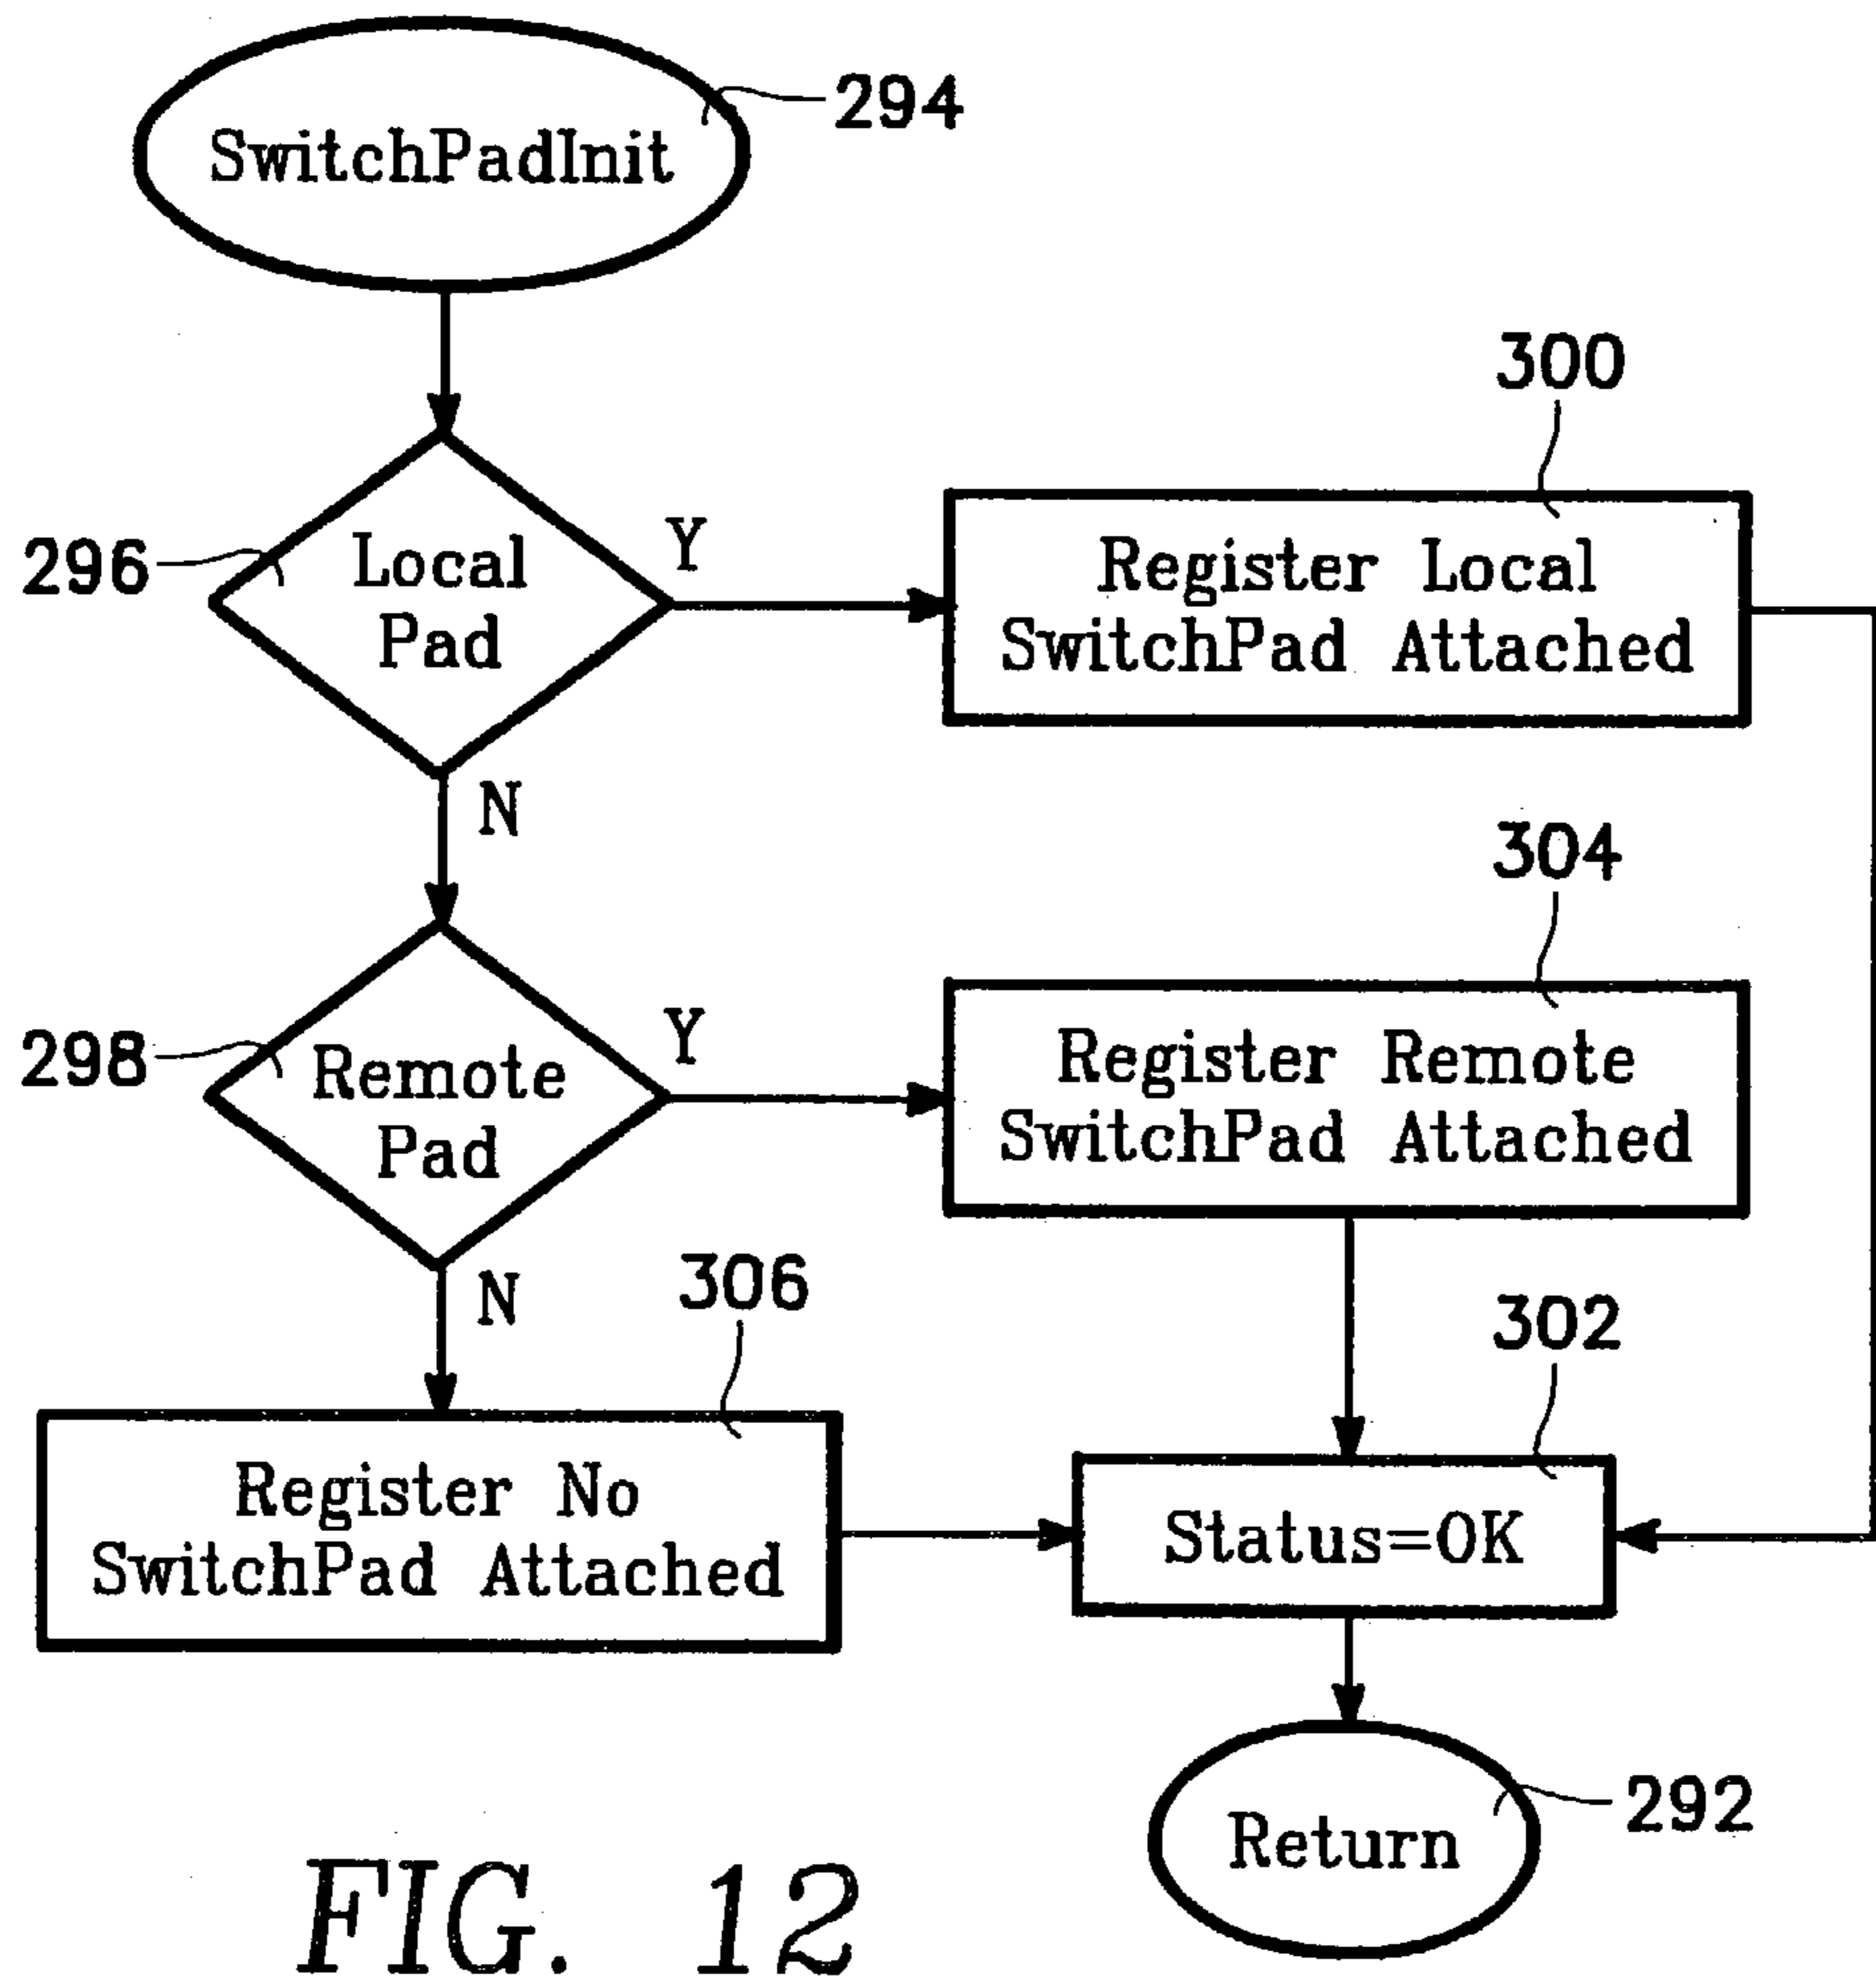 SwitchPadInit
294
300
296
Local
Pad
Y
Register Local
SwitchPad Attached
N
304
298
Remote
Pad
Y
Register Remote
SwitchPad Attached
N
306
302
Register No
SwitchPad Attached
Status=OK
292
Return
FIG. 12